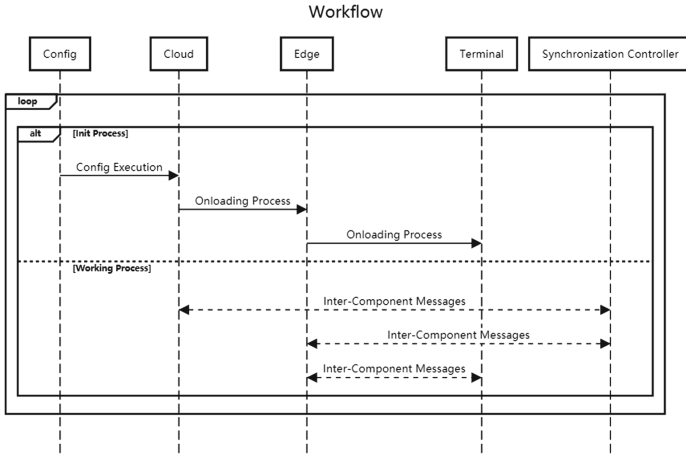 Workflow
Config
Cloud
Edge
Terminal
Synchronization Controller
loop
alt
[Init Process]
Config Execution
Onloading Process
Onloading Process
[Working Process]
Inter-Component Messages
Inter-Component Messages
Inter-Component Messages